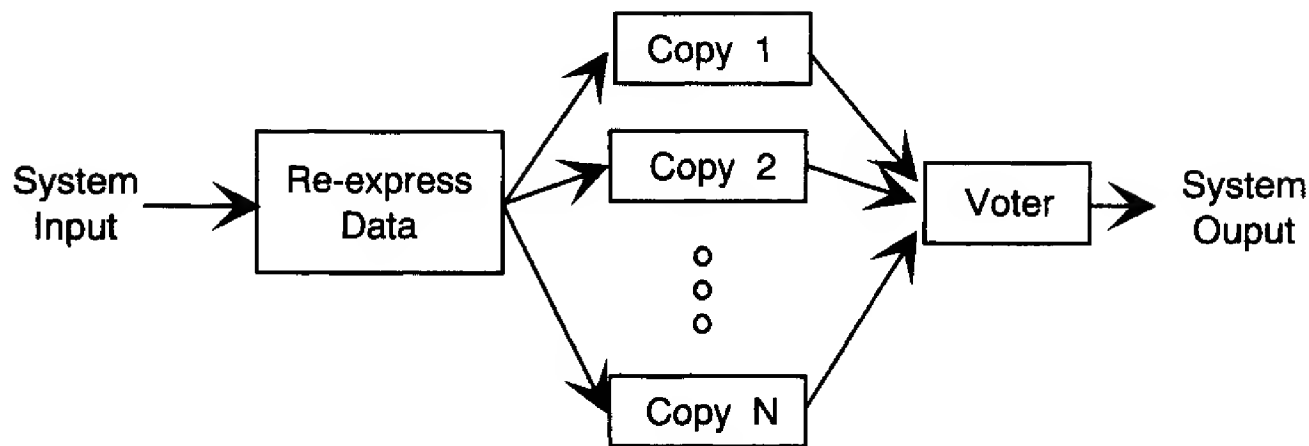 System
Input
Re-express
Data
Copy 1
Copy 2
Copy N
Voter
System
Ouput